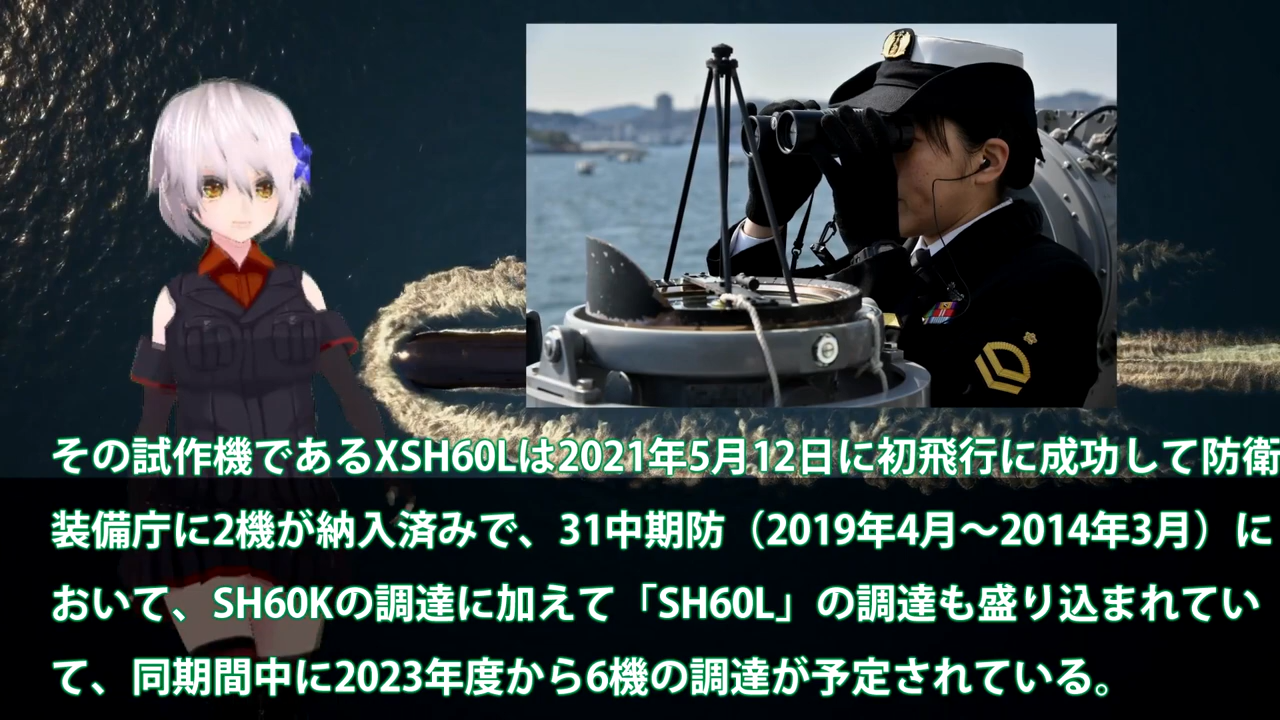 その試作機であるXSH60Lは2021年5月12日に初飛行に成功して防衛
装備庁に2機が納入済みで、31中期防（2019年4月～2014年3月）に
おいて、SH60Kの調達に加えて「SH60L」の調達も盛り込まれてい
て、同期間中に2023年度から6機の調達が予定されている。